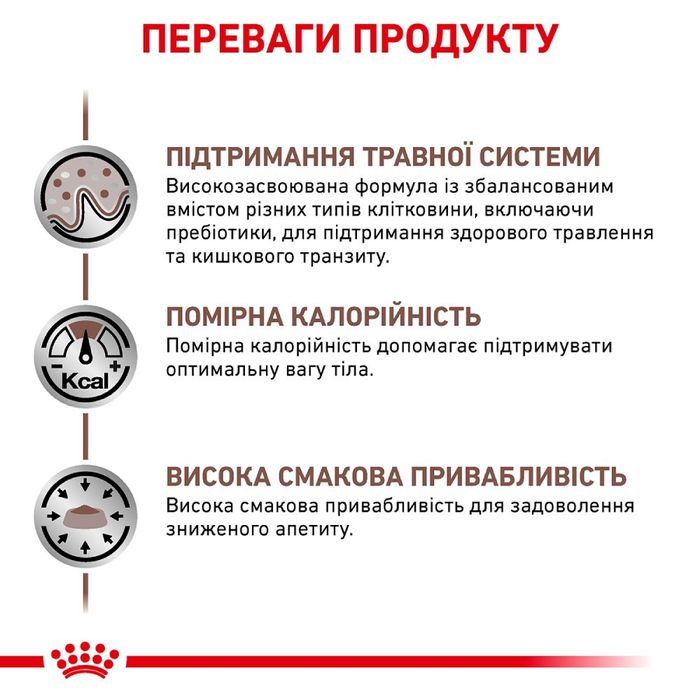 ПЕРЕВАГИ ПРОДУКТУ
ПІДТРИМАННЯ ТРАВНОЇ СИСТЕМИ
Високозасвоювана формула із збалансованим
вмістом різних типів клітковини, включаючи
пребіотики, для підтримання здорового травлення
та кишкового транзиту.
ПОМІРНА КАЛОРІЙНІСТЬ
Помірна калорійність допомагає підтримувати
оптимальну вагу тіла.
- +
Kcal
ВИСОКА СМАКОВА ПРИВАБЛИВІСТЬ
Висока смакова привабливість для задоволення
зниженого апетиту.